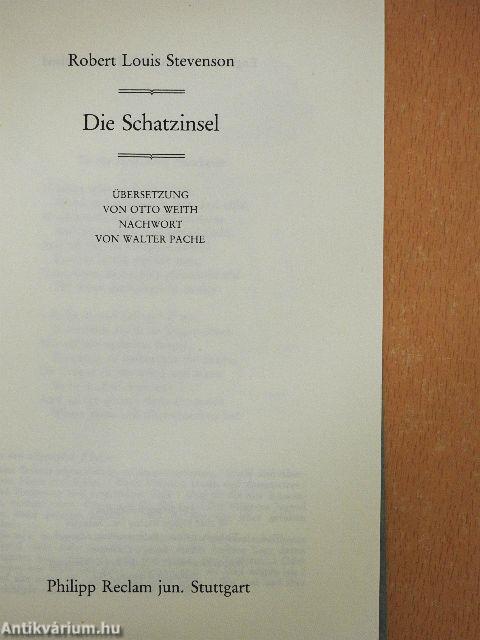 Robert Louis Stevenson
Die Schatzinsel
ÜBERSETZUNG
VON OTTO WEITH
NACHWORT
VON WALTER PACHE
Philipp Reclam jun. Stuttgart
Antikvárium.hu